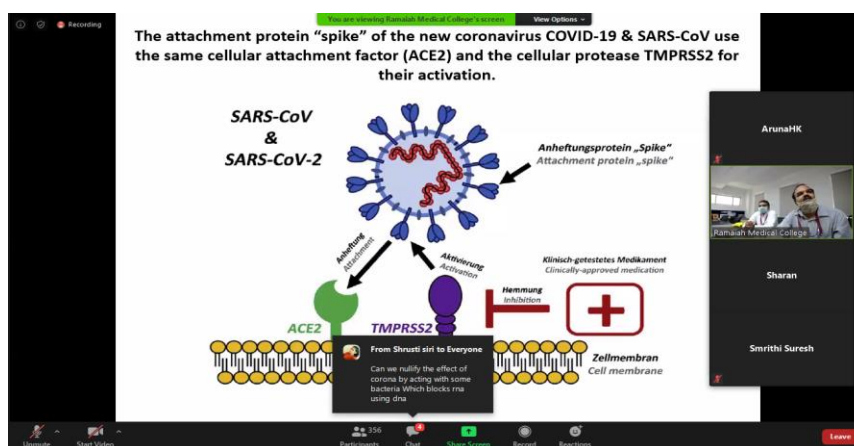 Recording
You are viewing Ramaiah Medical College's screen
View Options
The attachment protein "spike" of the new coronavirus COVID-19 & SARS-CoV use
the same cellular attachment factor (ACE2) and the cellular protease TMPRSS2 for
their activation.
SARS-CoV
&
SARS-CoV-2
Anheftungsprotein „Spike"
Attachment protein „spike"
Anheftung
Attachment
Aktivierung
Activation
Klinisch-getestetes Medikament
Clinically-approved medication
Hemmung
Inhibition
ACE2
TMPRSS2
Zellmembran
Cell membrane
From Shrusti siri to Everyone
Can we nullify the effect of
corona by acting with some
bacteria Which blocks rna
using dna
ArunaHK
Ramaiah Medical College
Sharan
Smrithi Suresh
Unmute
Start Video
356
Participants
4
Chat
Share Screen
Record
Reactions
Leave